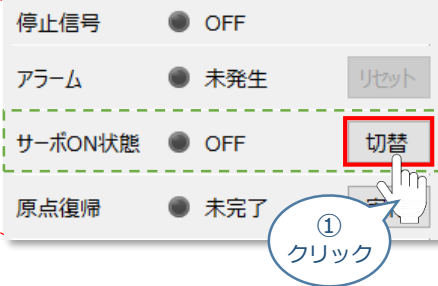 停止信号 OFF
アラーム 未発生 リセット
サーボON状態 OFF 切替
原点復帰 未完了
①
クリック